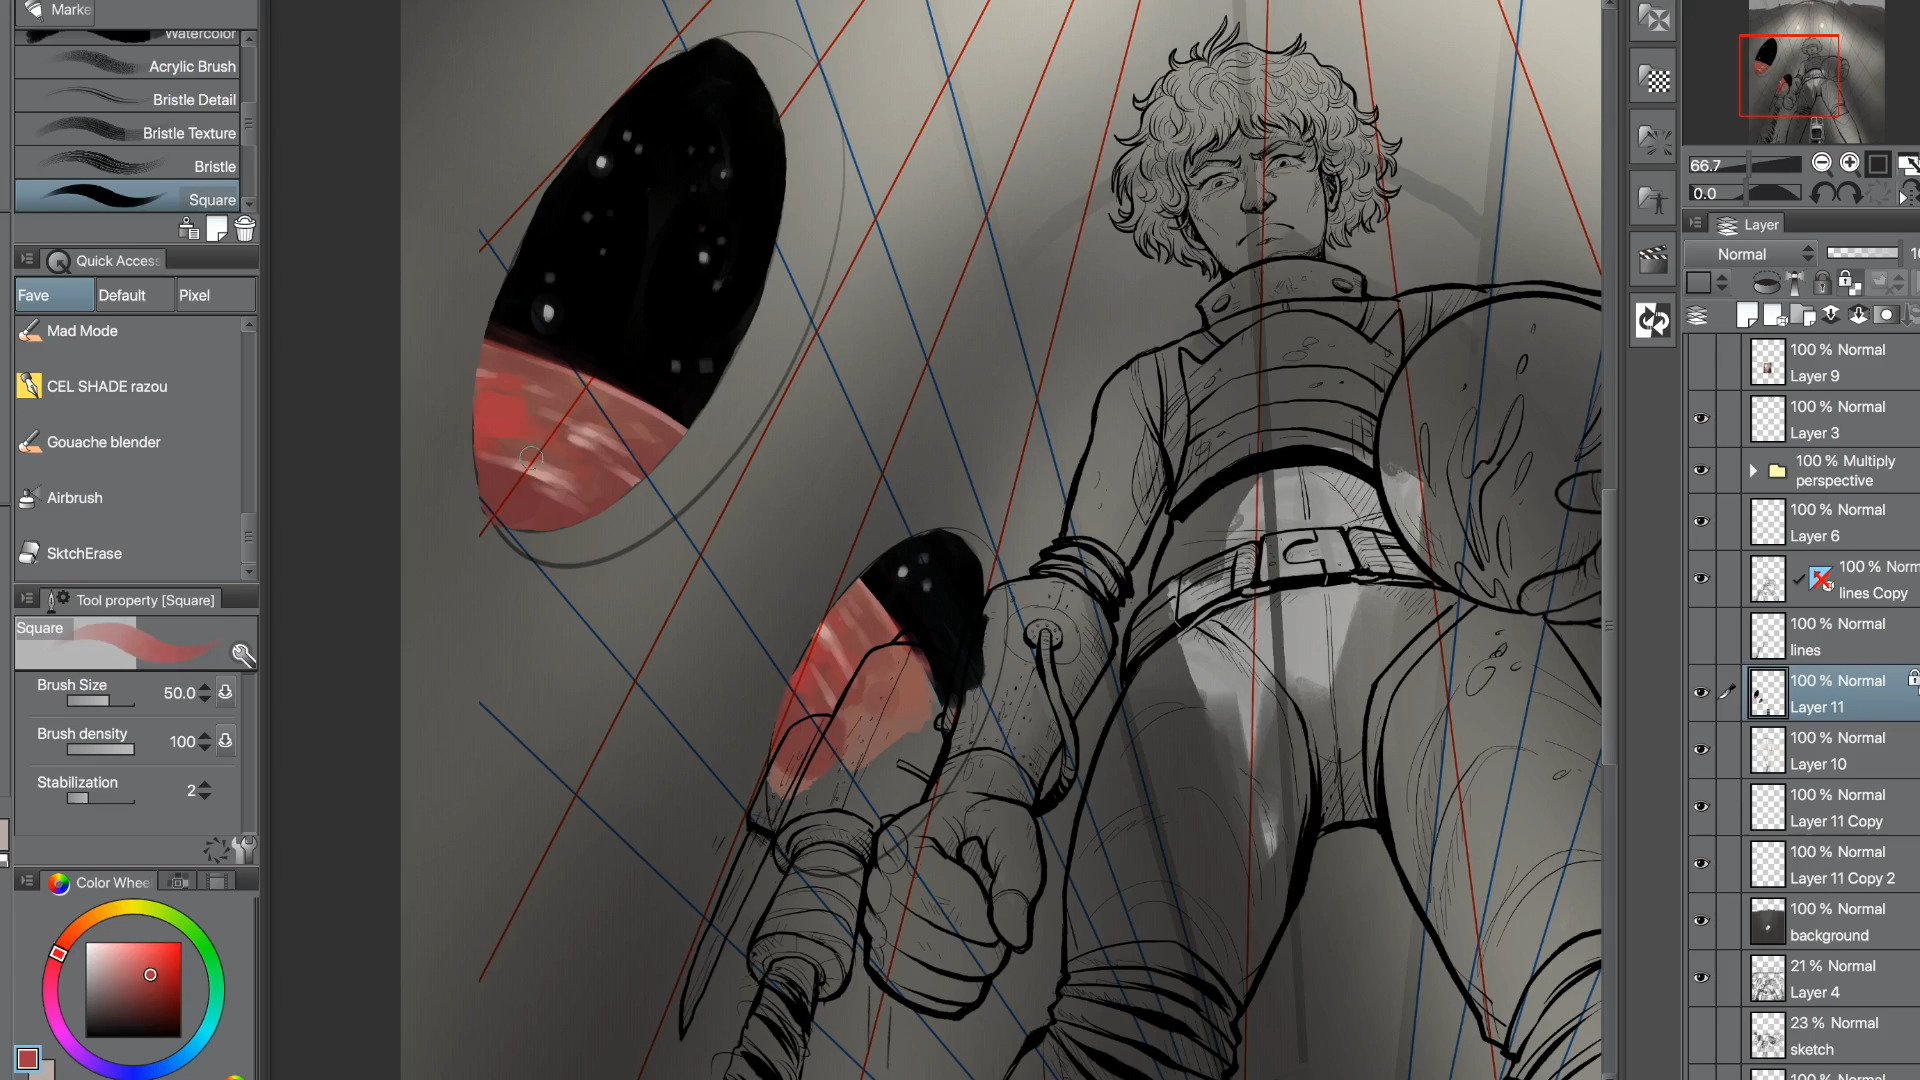 Marke
Watercolor
Acrylic Brush
Bristle Detail
Bristle Texture
Bristle
Square
Quick Access
Fave
Default
Pixel
Mad Mode
CEL SHADE razou
Gouache blender
Airbrush
SktchErase
Tool property [Square]
Square
Brush Size
50.0
Brush density
100
Stabilization
2
Color Whee
66.7
0.0
Layer
Normal
100 % Normal
Layer 9
100 % Normal
Layer 3
100 % Multiply
perspective
100 % Normal
Layer 6
100 % Norm
lines Copy
100 % Normal
lines
100 % Normal
Layer 11
100 % Normal
Layer 10
100 % Normal
Layer 11 Copy
100 % Normal
Layer 11 Copy 2
100 % Normal
background
21 % Normal
Layer 4
23 % Normal
sketch
100 % Normal